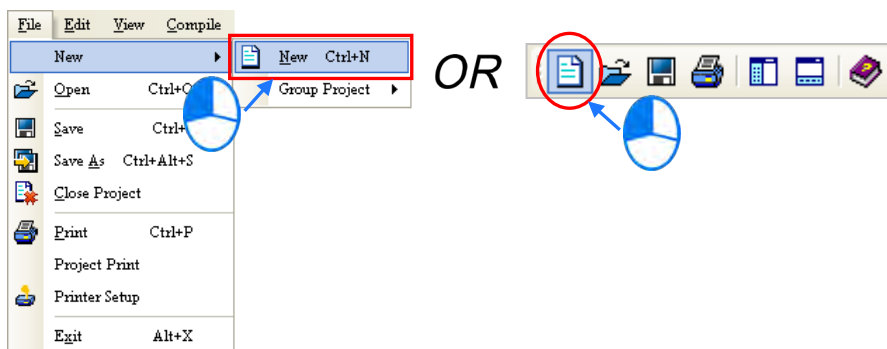 File Edit View Compile
New
New Ctrl+N
OR
Open Ctrl+O
Group Project
Save Ctrl+
Save As Ctrl+Alt+S
Close Project
Print Ctrl+P
Project Print
Printer Setup
Exit Alt+X